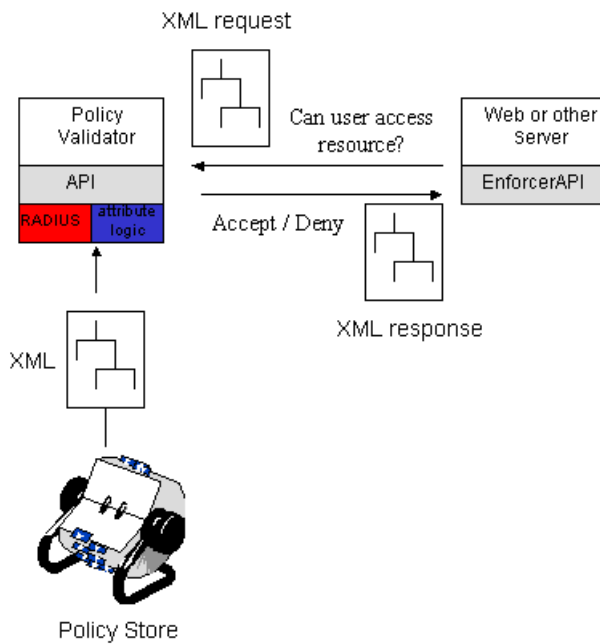 XML request
Policy
Validator
API
RADIUS
attribute
logic
Can user access
resource?
Accept / Deny
Web or other
Server
EnforcerAPI
XML response
XML
Policy Store